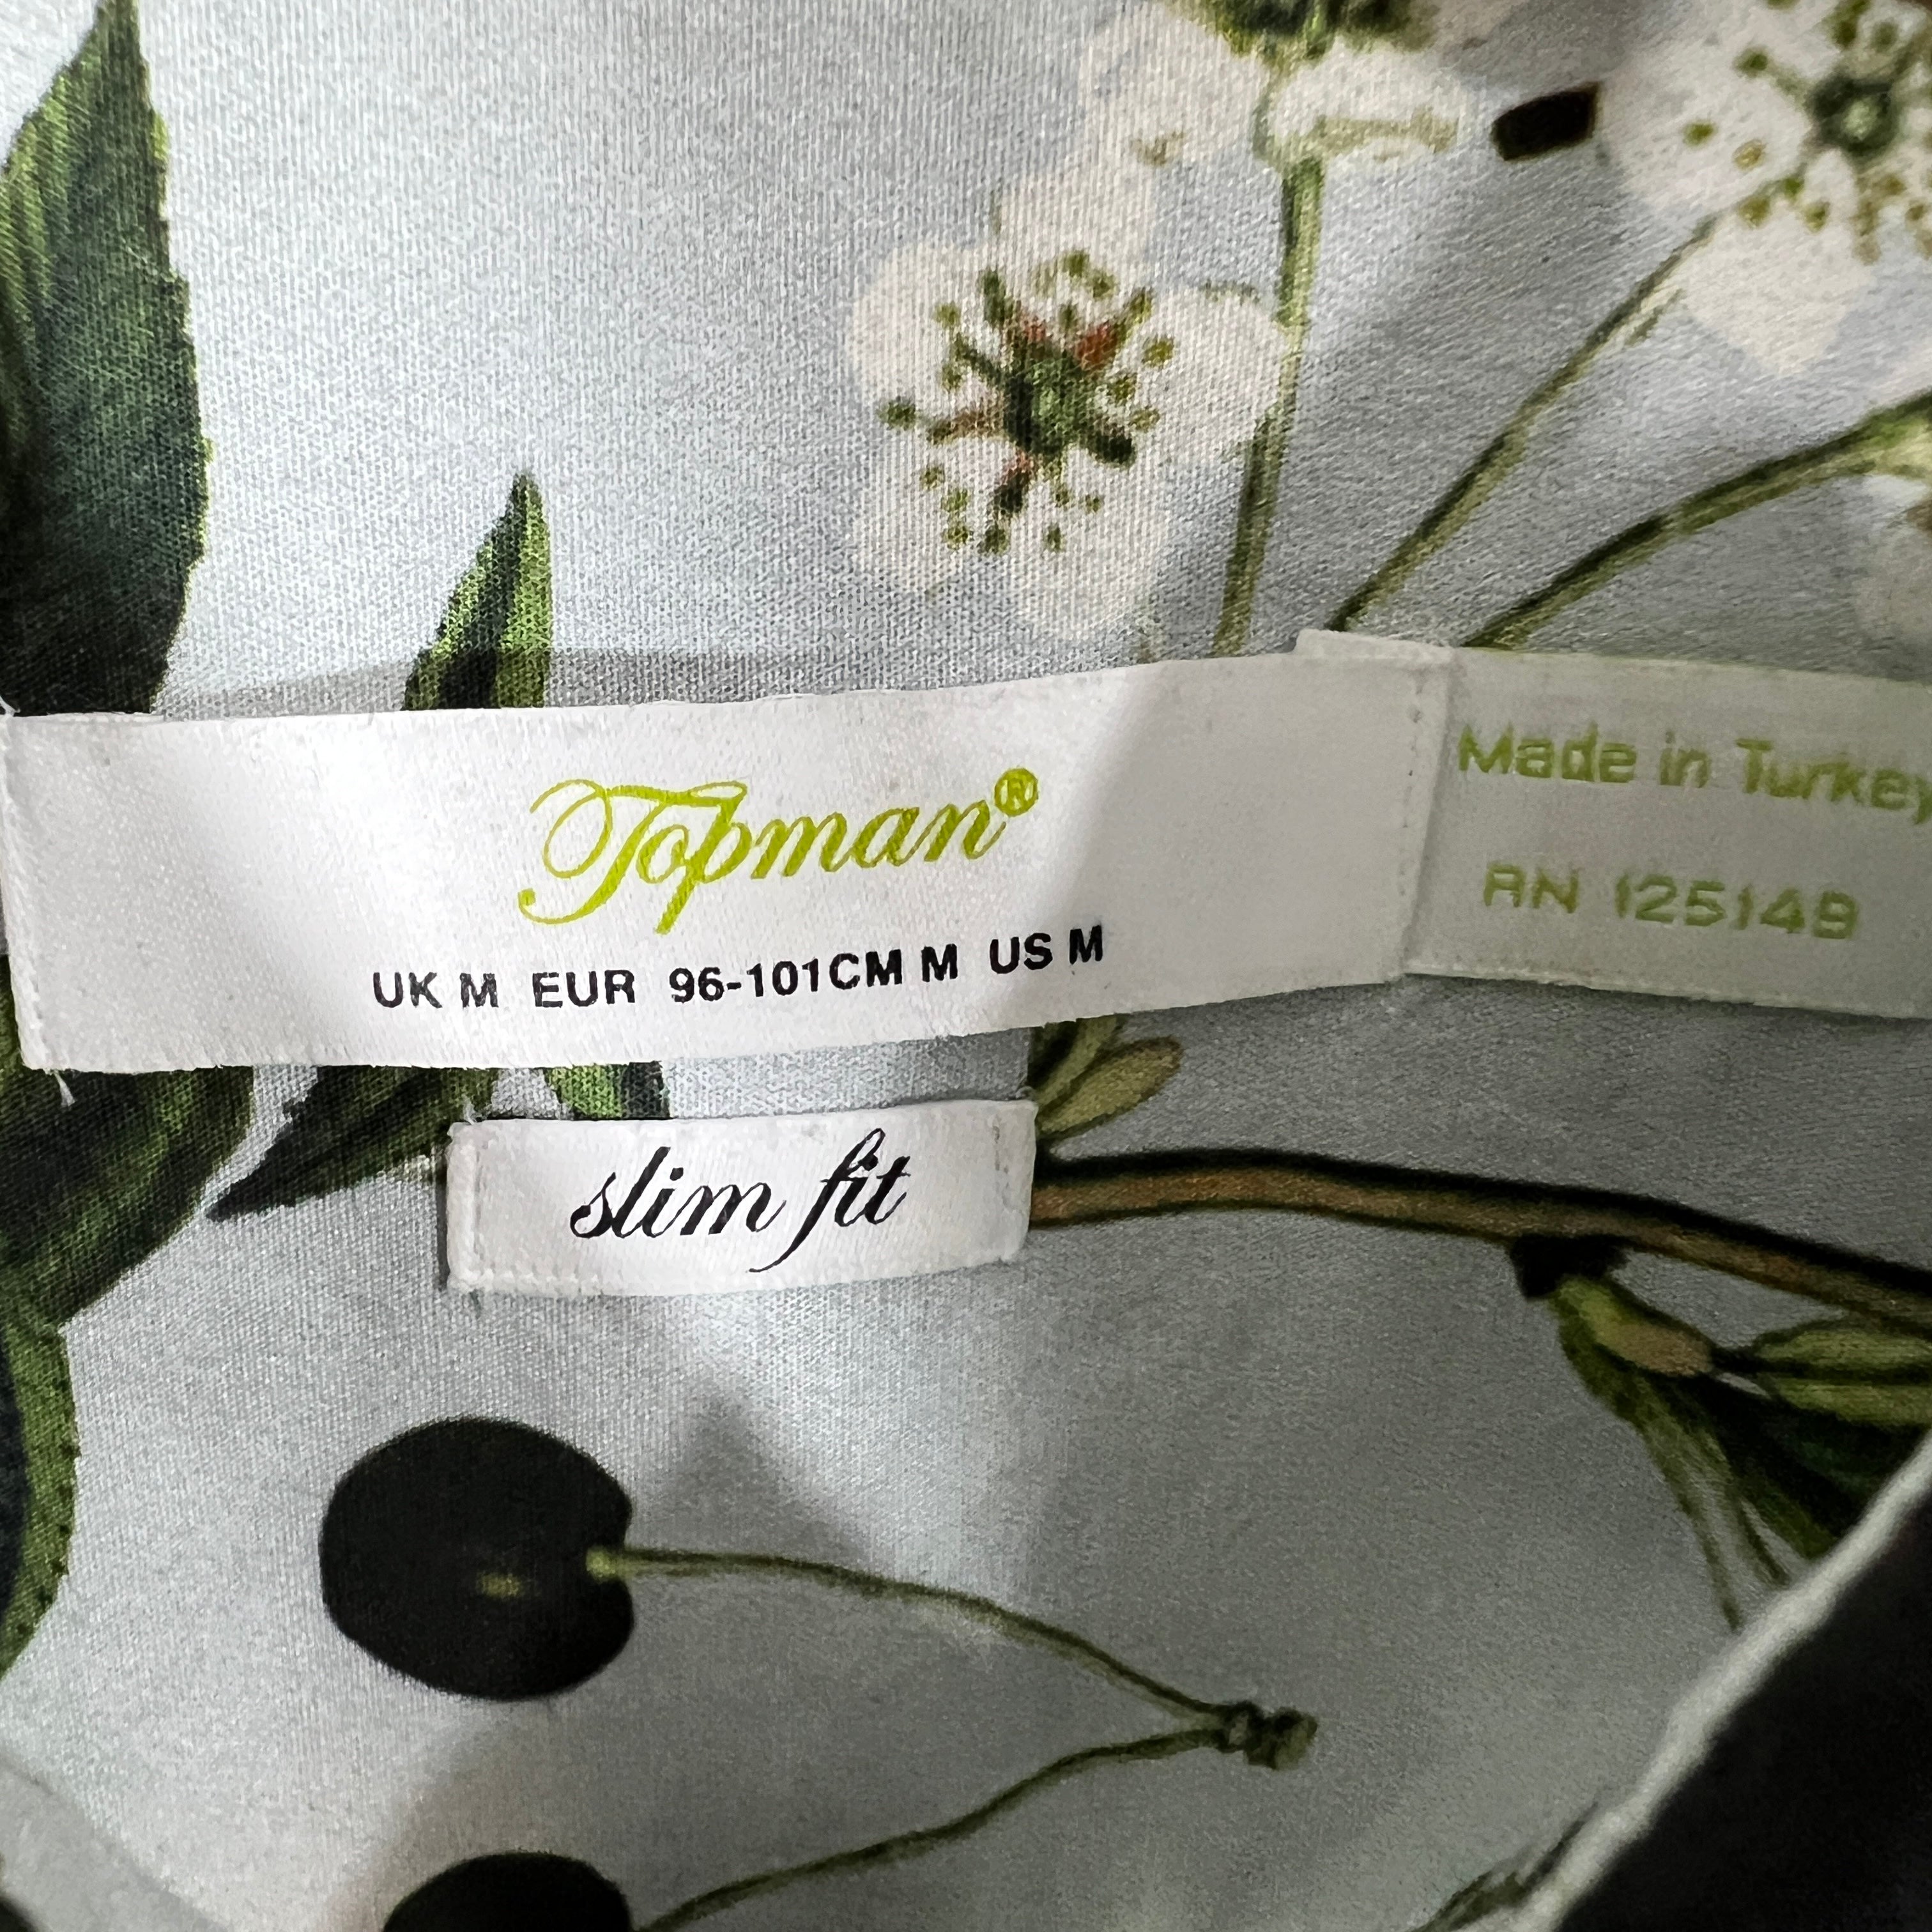 Topman®
UK M EUR 96-101CM M US M
slim fit
Made in Turkey
RN 125149